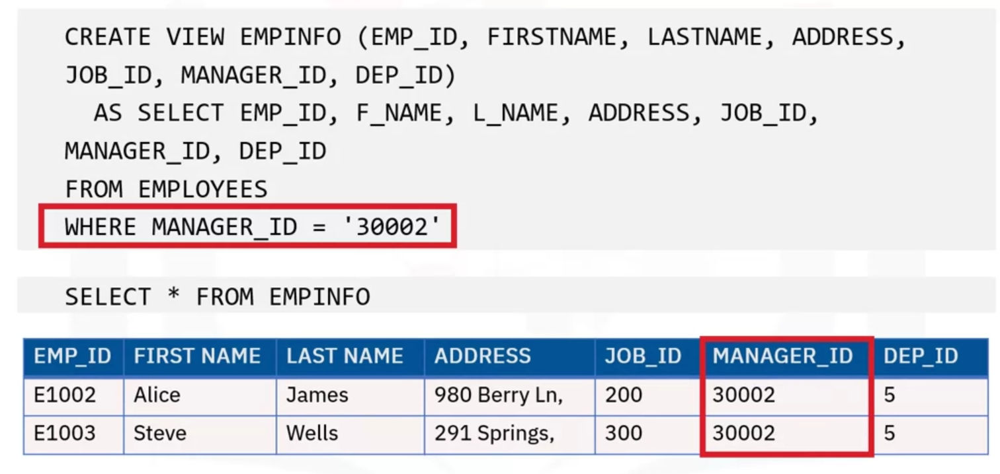 CREATE VIEW EMPINFO (EMP_ID, FIRSTNAME, LASTNAME, ADDRESS,
JOB_ID, MANAGER_ID, DEP_ID)
AS SELECT EMP_ID, F_NAME, L_NAME, ADDRESS, JOB_ID,
MANAGER_ID, DEP_ID
FROM EMPLOYEES
WHERE MANAGER_ID = '30002'
SELECT * FROM EMPINFO
EMP_ID FIRST NAME LAST NAME ADDRESS JOB_ID MANAGER_ID DEP_ID
E1002 Alice James 980 Berry Ln, 200 30002 5
E1003 Steve Wells 291 Springs, 300 30002 5